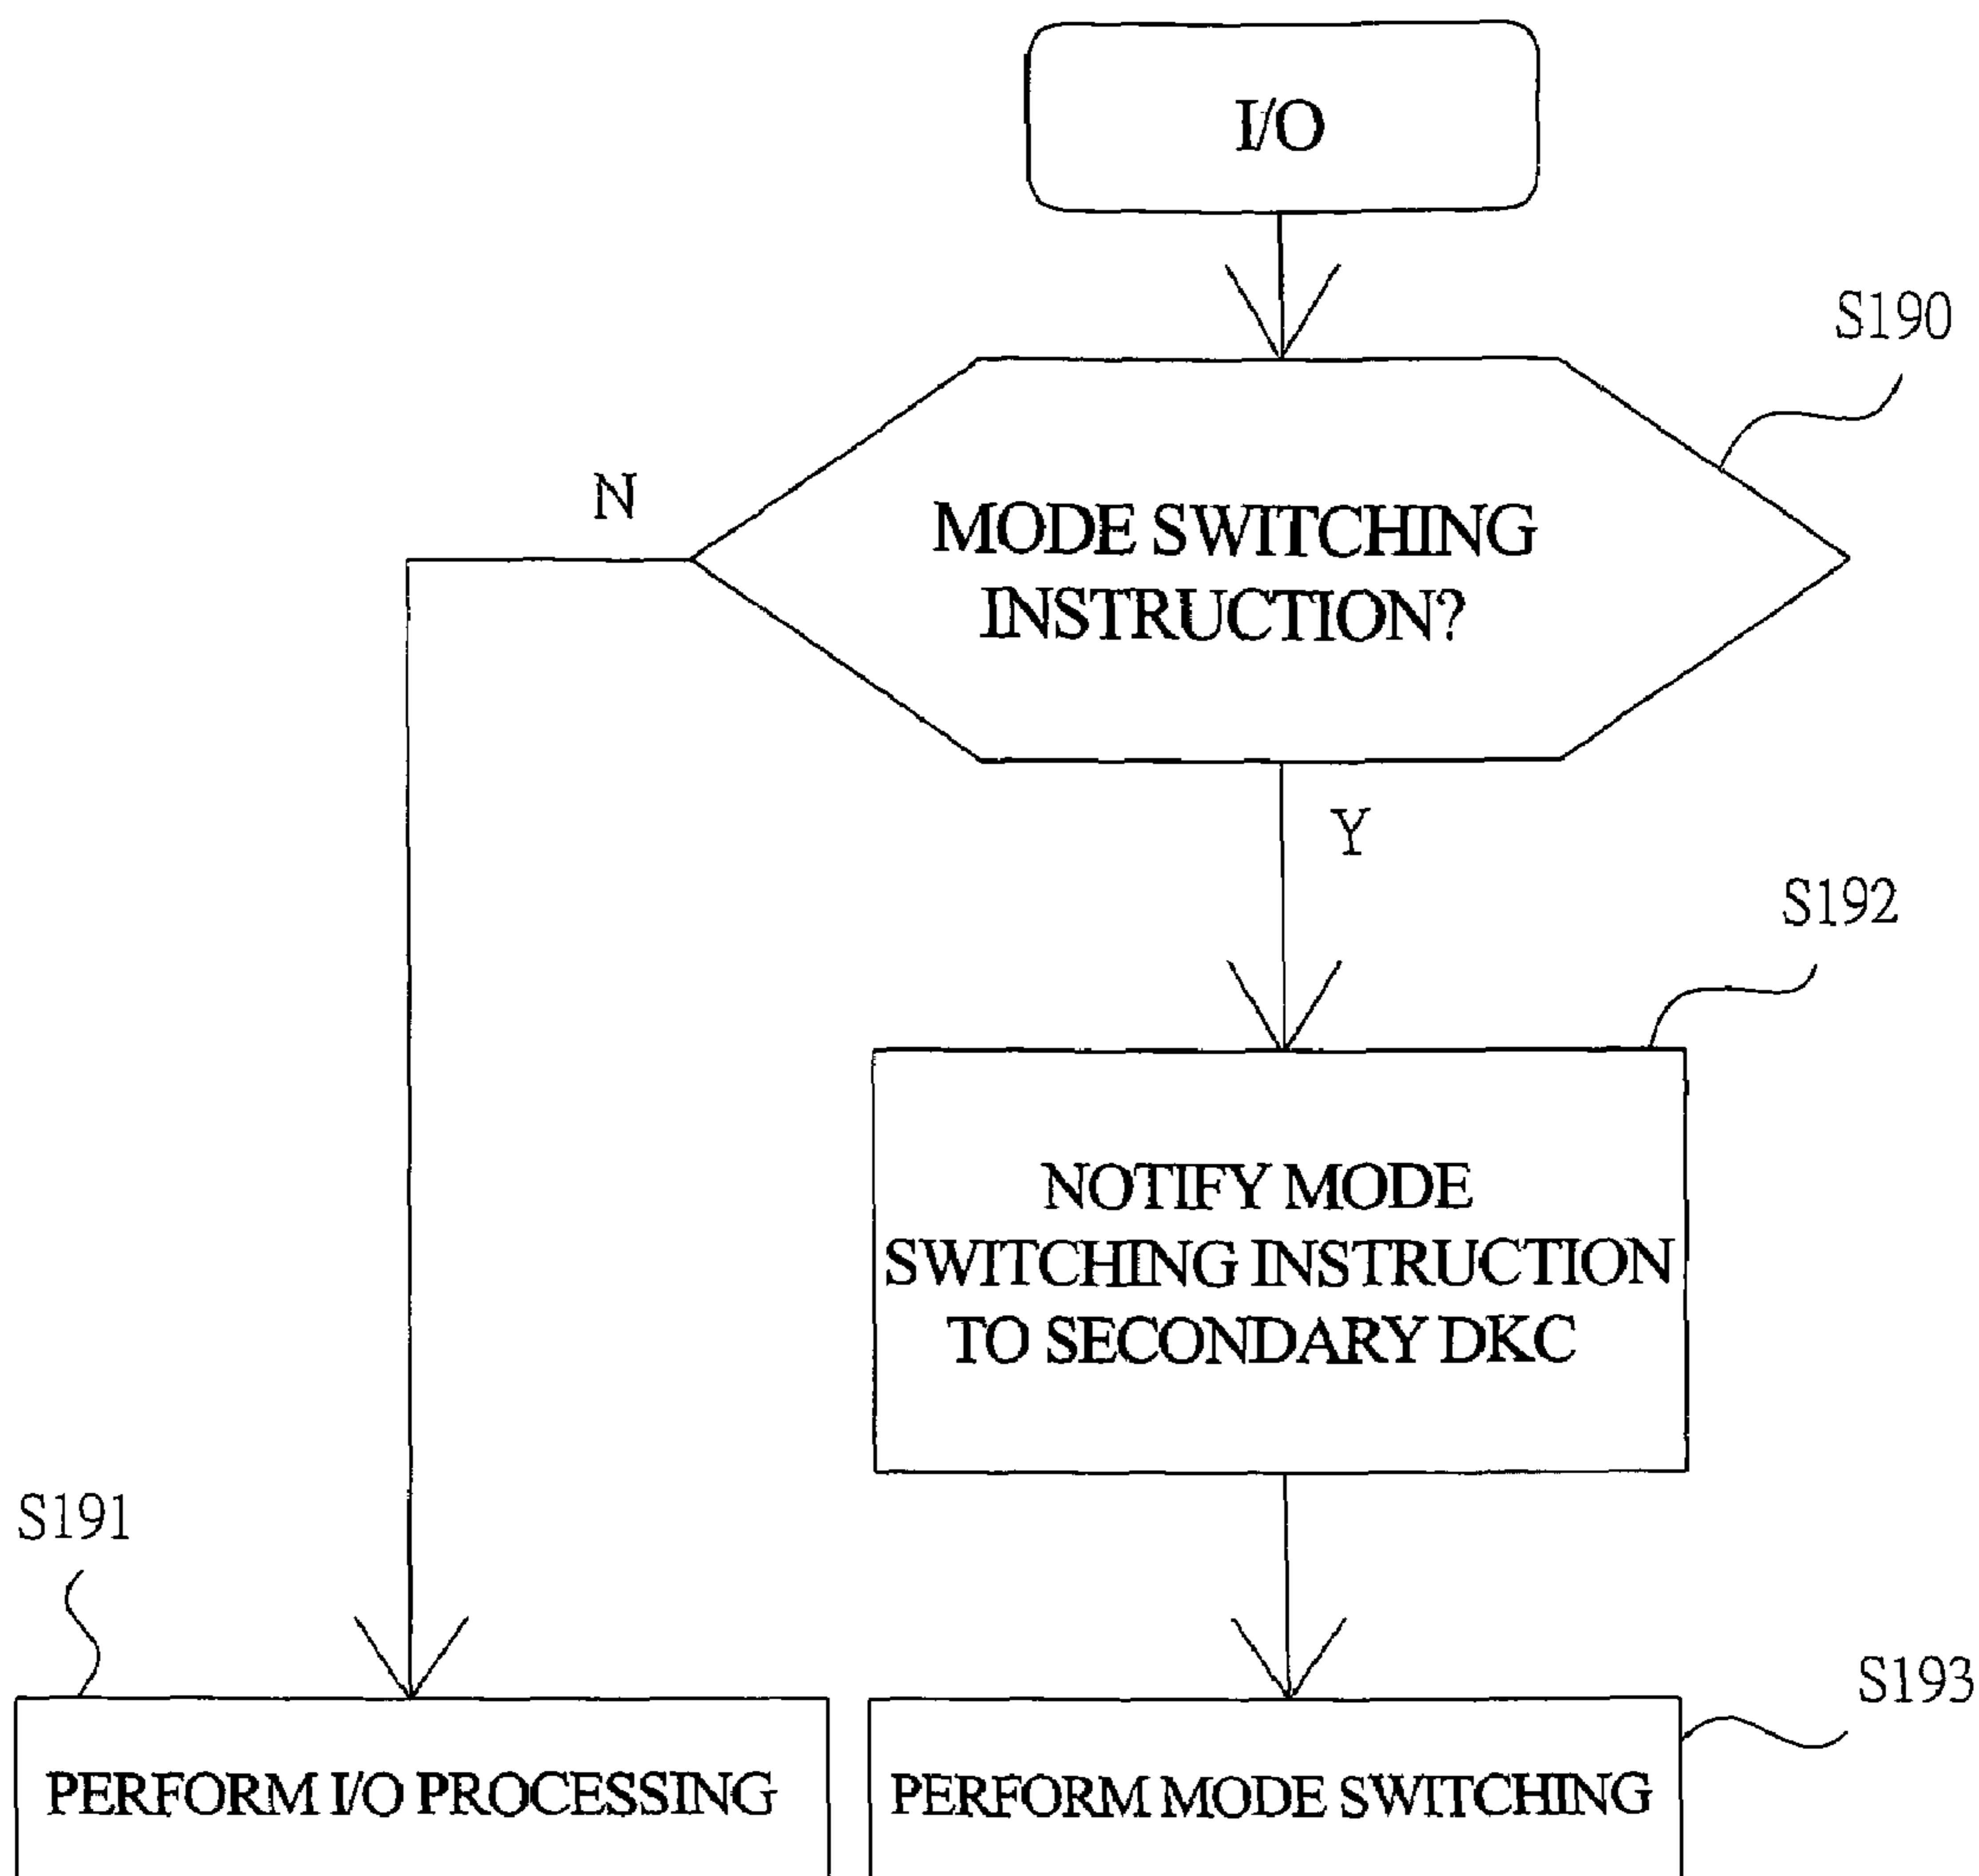 I/O
S190
N
MODE SWITCHING
INSTRUCTION?
Y
S192
NOTIFY MODE
SWITCHING INSTRUCTION
TO SECONDARY DKC
S191
S193
PERFORM I/O PROCESSING
PERFORM MODE SWITCHING